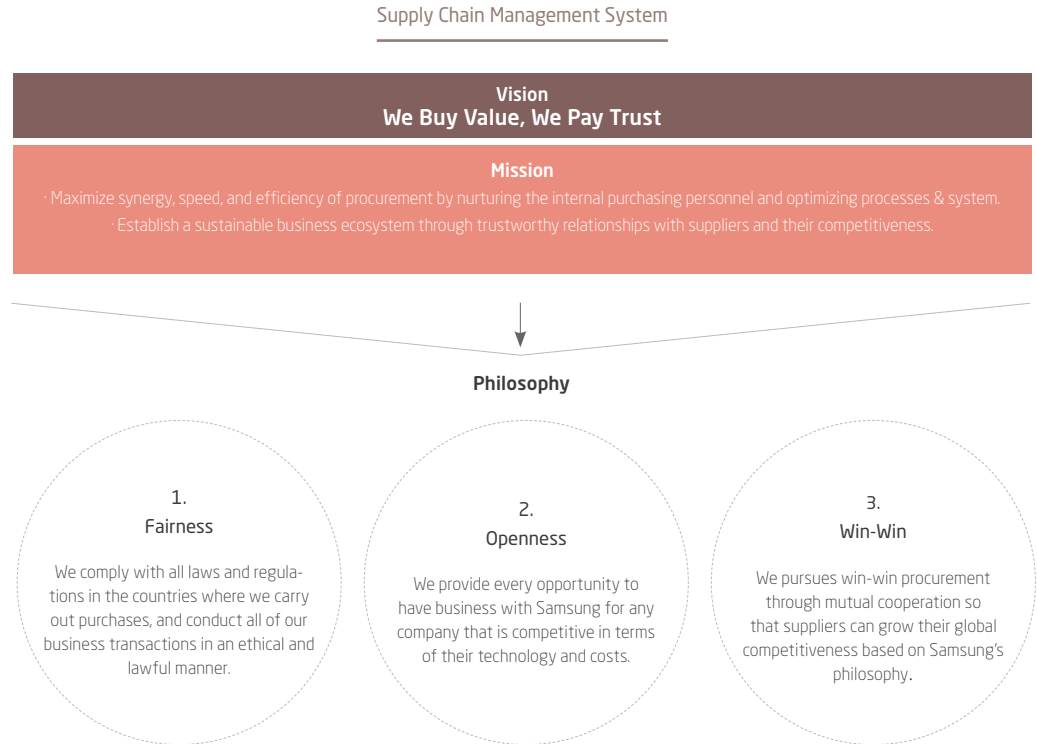 Supply Chain Management System
Vision
We Buy Value, We Pay Trust
Mission
· Maximize synergy, speed, and efficiency of procurement by nurturing the internal purchasing personnel and optimizing processes & system.
· Establish a sustainable business ecosystem through trustworthy relationships with suppliers and their competitiveness.
Philosophy
1.
Fairness
We comply with all laws and regula-
tions in the countries where we carry
out purchases, and conduct all of our
business transactions in an ethical and
lawful manner.
2.
Openness
We provide every opportunity to
have business with Samsung for any
company that is competitive in terms
of their technology and costs.
3.
Win-Win
We pursues win-win procurement
through mutual cooperation so
that suppliers can grow their global
competitiveness based on Samsung's
philosophy.